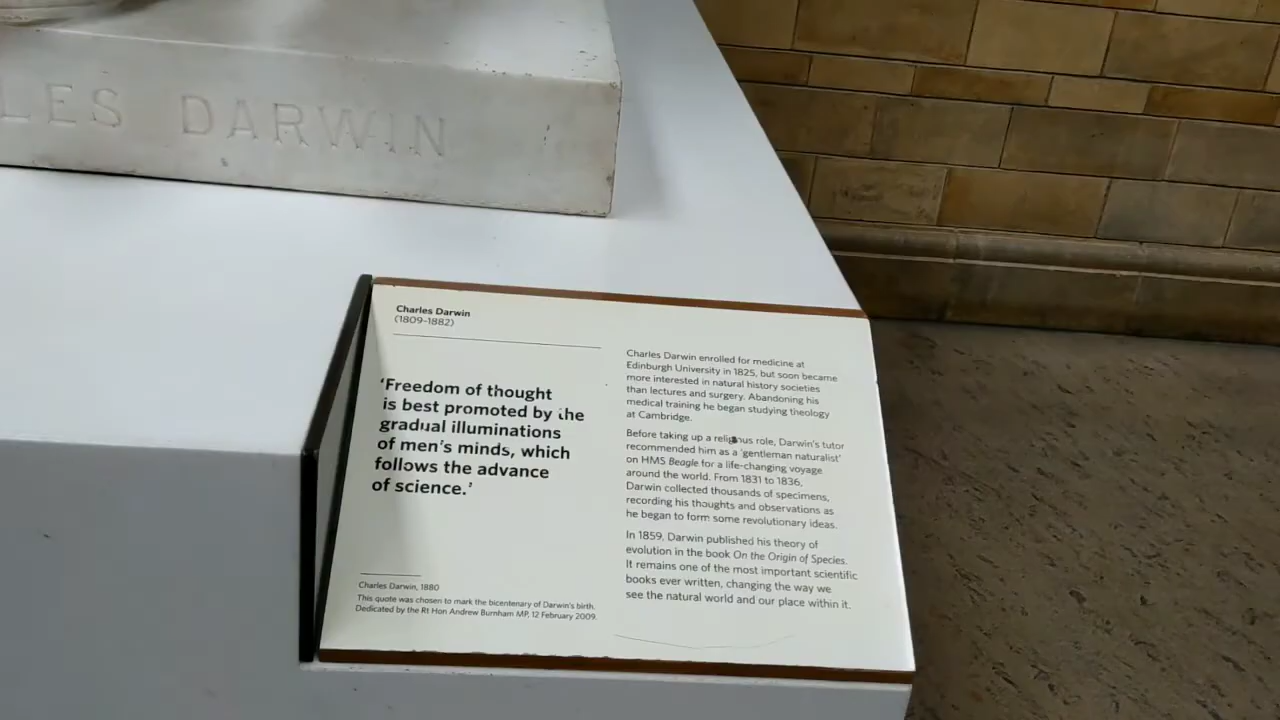 LES DARWIN
Charles Darwin
(1809-1882)
'Freedom of thought
is best promoted by the
gradual illuminations
of men's minds, which
follows the advance
of science.'
Charles Darwin, 1880
This quote was chosen to mark the bicentenary of Darwin's birth.
Dedicated by the Rt Hon Andrew Burnham MP, 12 February 2009.
Charles Darwin enrolled for medicine at
Edinburgh University in 1825, but soon became
more interested in natural history societies
than lectures and surgery. Abandoning his
medical training he began studying theology
at Cambridge.
Before taking up a religious role, Darwin's tutor
recommended him as a 'gentleman naturalist'
on HMS Beagle for a life-changing voyage
around the world. From 1831 to 1836,
Darwin collected thousands of specimens,
recording his thoughts and observations as
he began to form some revolutionary ideas.
In 1859, Darwin published his theory of
evolution in the book On the Origin of Species.
It remains one of the most important scientific
books ever written, changing the way we
see the natural world and our place within it.